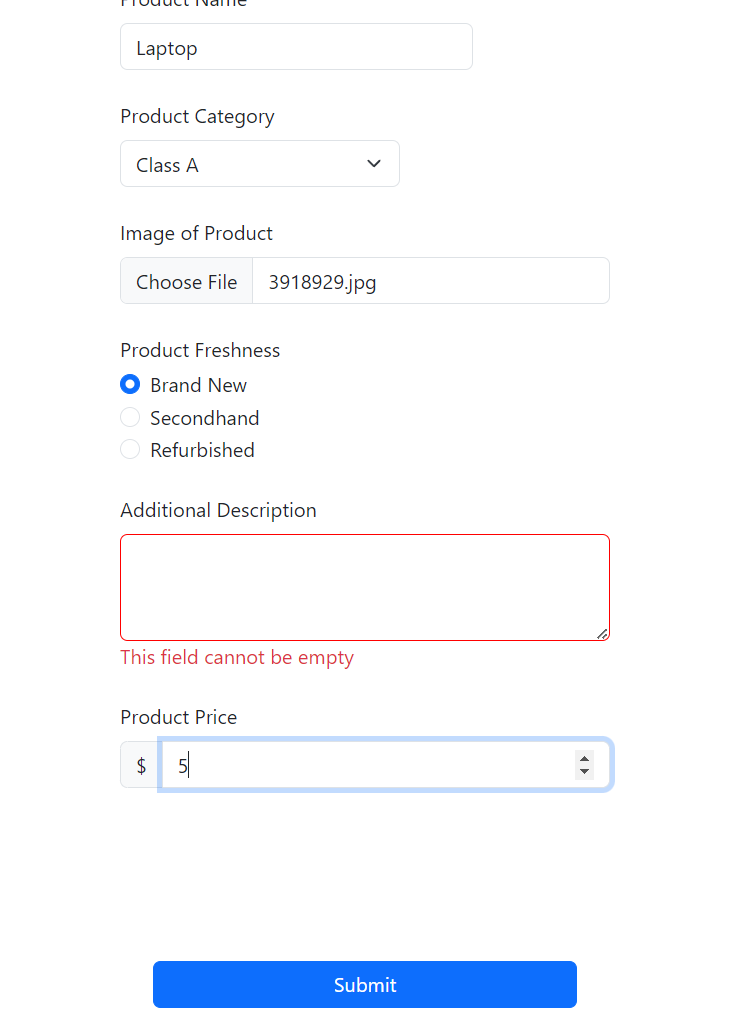 Product Name
Laptop
Product Category
Class A
Image of Product
Choose File 3918929.jpg
Product Freshness
Brand New
Secondhand
Refurbished
Additional Description
This field cannot be empty
Product Price
$ 5
Submit